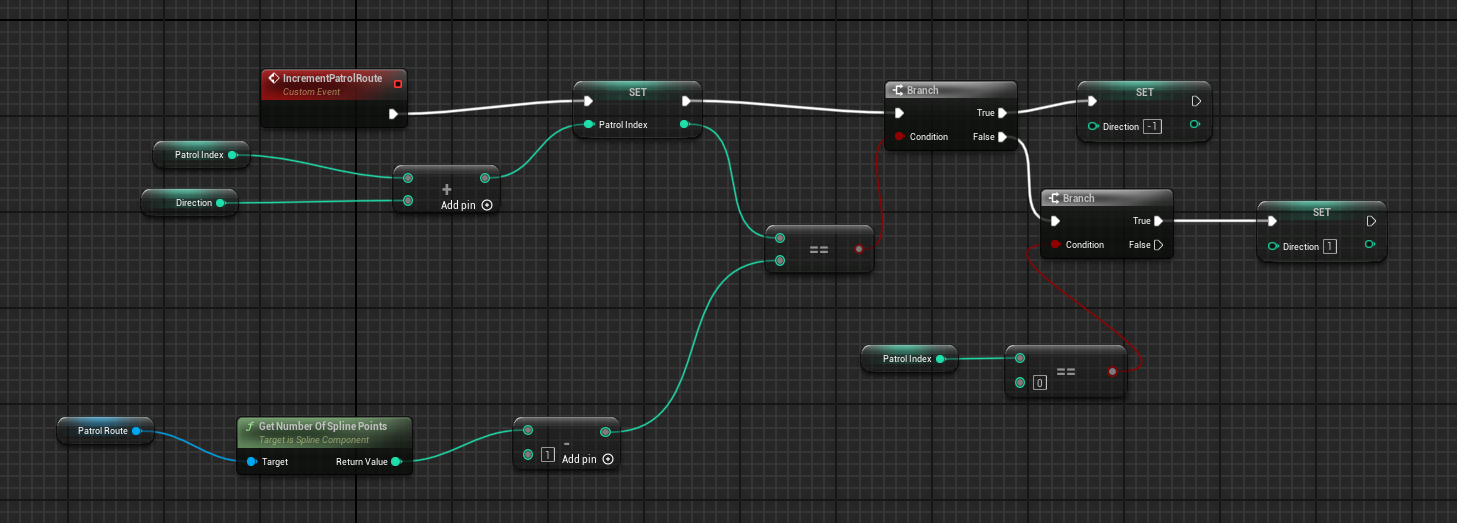 IncrementPatrolRoute
Custom Event
SET
Patrol Index
Branch
True
Condition
False
SET
Direction -1
Patrol Index
Direction
+
Add pin
==
Branch
True
Condition
False
SET
Direction 1
Patrol Index
0
==
Patrol Route
f Get Number Of Spline Points
Target is Spline Component
Target
Return Value
-
1
Add pin